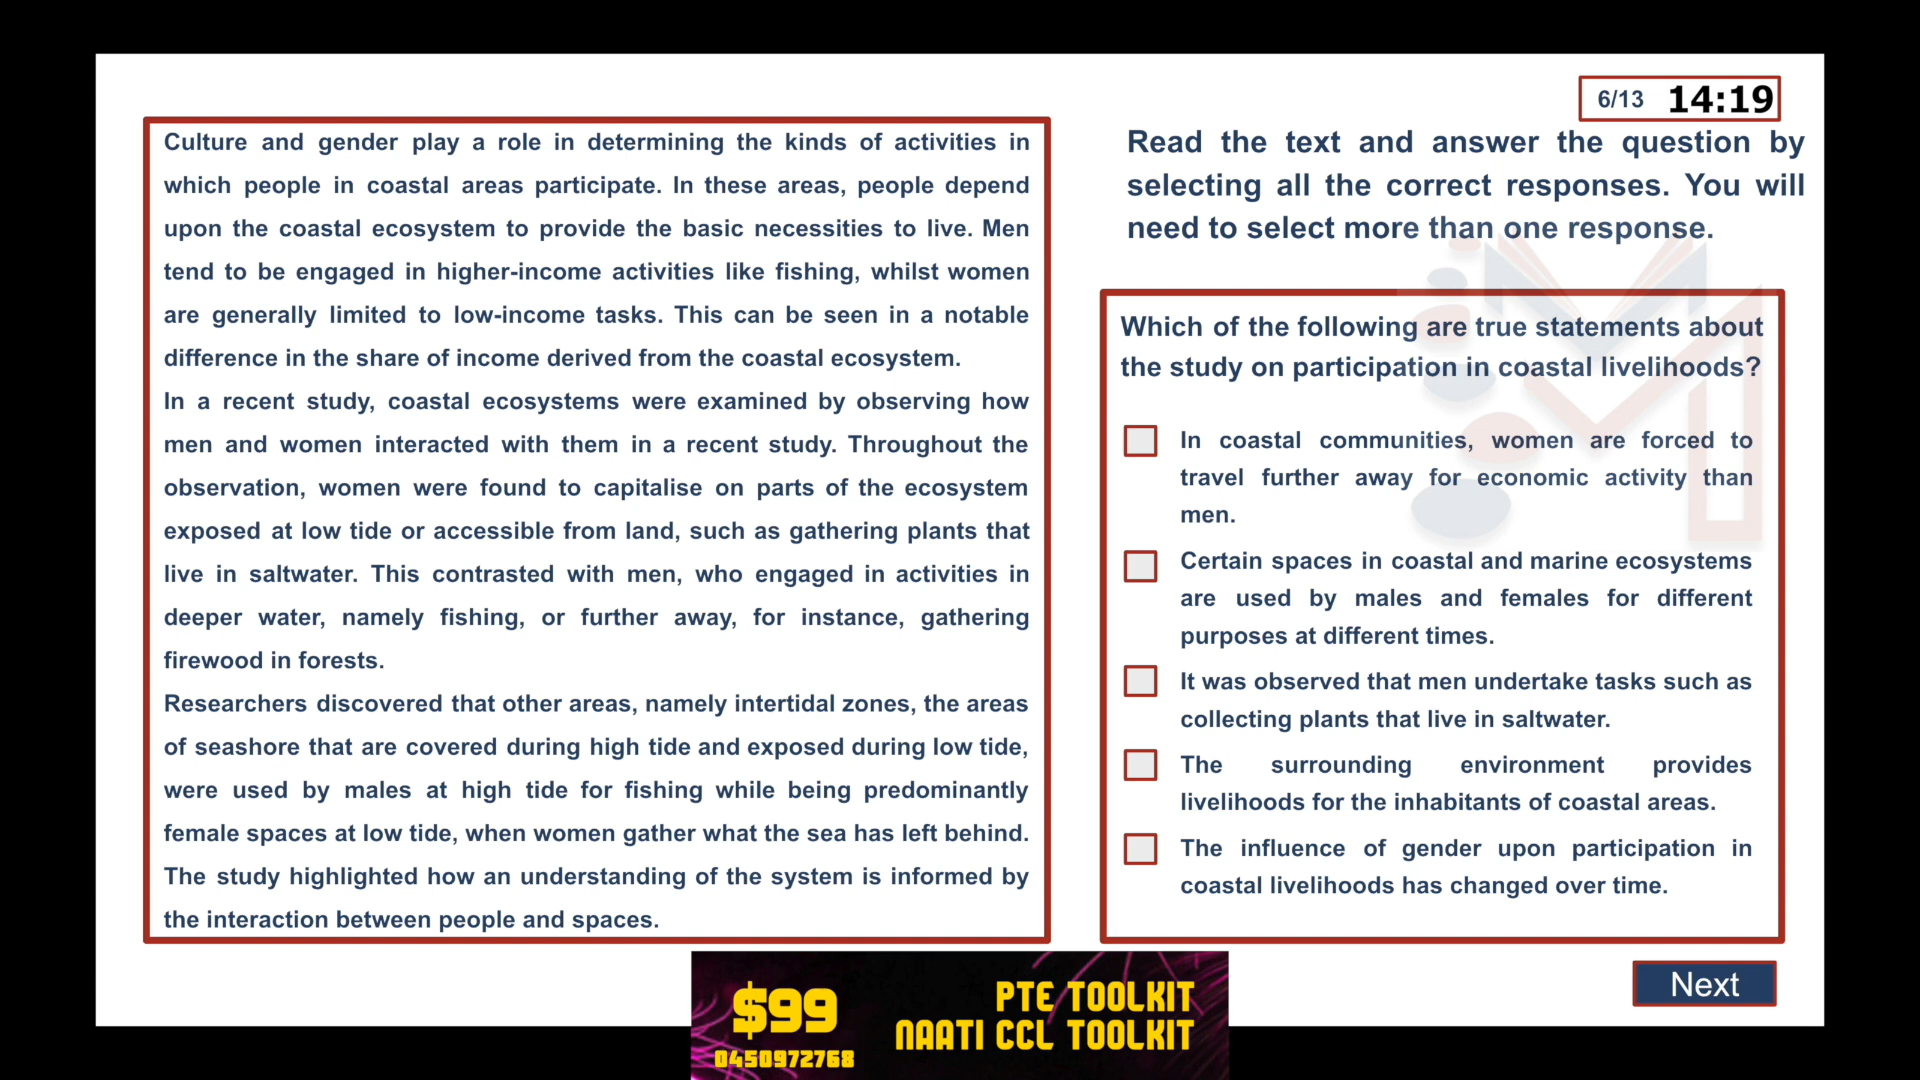 6/13 14:19
Culture and gender play a role in determining the kinds of activities in
which people in coastal areas participate. In these areas, people depend
upon the coastal ecosystem to provide the basic necessities to live. Men
tend to be engaged in higher-income activities like fishing, whilst women
are generally limited to low-income tasks. This can be seen in a notable
difference in the share of income derived from the coastal ecosystem.
In a recent study, coastal ecosystems were examined by observing how
men and women interacted with them in a recent study. Throughout the
observation, women were found to capitalise on parts of the ecosystem
exposed at low tide or accessible from land, such as gathering plants that
live in saltwater. This contrasted with men, who engaged in activities in
deeper water, namely fishing, or further away, for instance, gathering
firewood in forests.
Researchers discovered that other areas, namely intertidal zones, the areas
of seashore that are covered during high tide and exposed during low tide,
were used by males at high tide for fishing while being predominantly
female spaces at low tide, when women gather what the sea has left behind.
The study highlighted how an understanding of the system is informed by
the interaction between people and spaces.
Read the text and answer the question by
selecting all the correct responses. You will
need to select more than one response.
Which of the following are true statements about
the study on participation in coastal livelihoods?
In coastal communities, women are forced to
travel further away for economic activity than
men.
Certain spaces in coastal and marine ecosystems
are used by males and females for different
purposes at different times.
It was observed that men undertake tasks such as
collecting plants that live in saltwater.
The surrounding environment provides
livelihoods for the inhabitants of coastal areas.
The influence of gender upon participation in
coastal livelihoods has changed over time.
Next
$99
0450972768
PTE TOOLKIT
NAATI CCL TOOLKIT